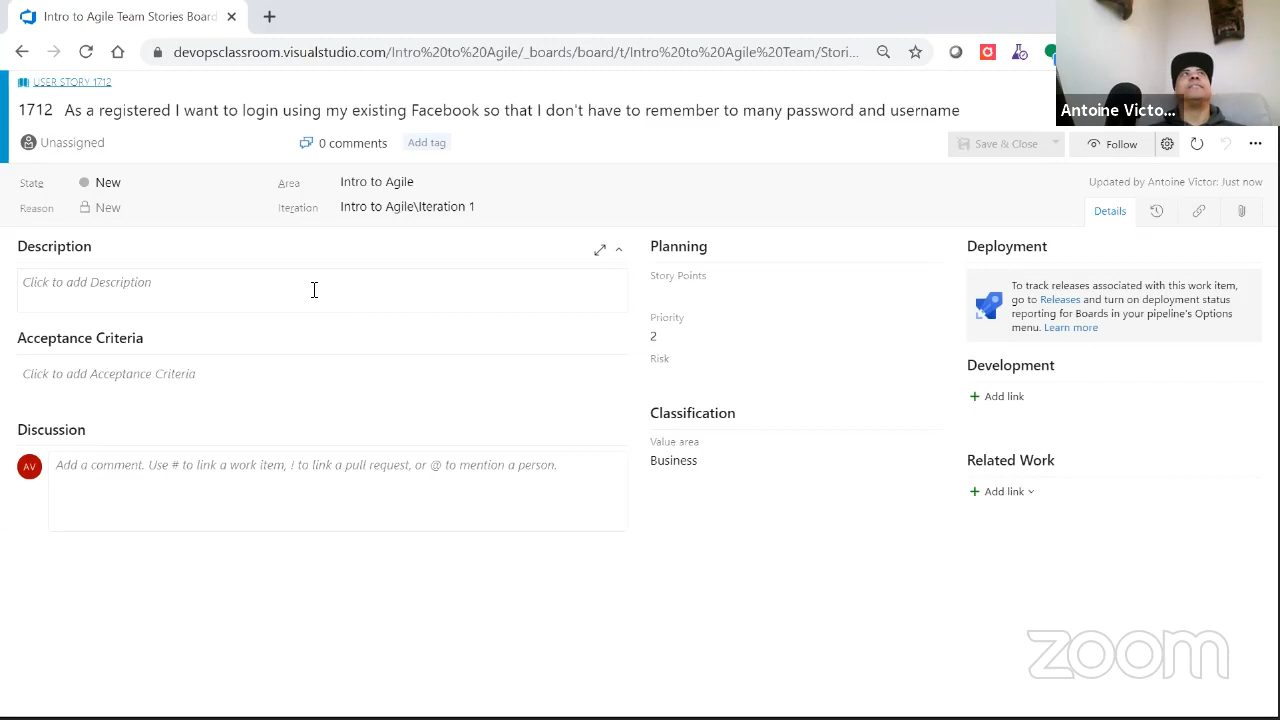 Intro to Agile Team Stories Board
devopsclassroom.visualstudio.com/Intro%20to%20Agile/_boards/board/t/Intro%20to%20Agile%20Team/Stori...
Antoine Victo...
USER STORY 1712
1712 As a registered I want to login using my existing Facebook so that I don't have to remember to many password and username
Unassigned
0 comments
Add tag
Save & Close
Follow
State
New
Area
Intro to Agile
Updated by Antoine Victor: Just now
Reason
New
Iteration
Intro to Agile\Iteration 1
Details
Description
Click to add Description
Acceptance Criteria
Click to add Acceptance Criteria
Discussion
AV
Add a comment. Use # to link a work item, ! to link a pull request, or @ to mention a person.
Planning
Story Points
Priority
2
Risk
Classification
Value area
Business
Deployment
To track releases associated with this work item,
go to Releases and turn on deployment status
reporting for Boards in your pipeline's Options
menu. Learn more
Development
+ Add link
Related Work
+ Add link
zoom